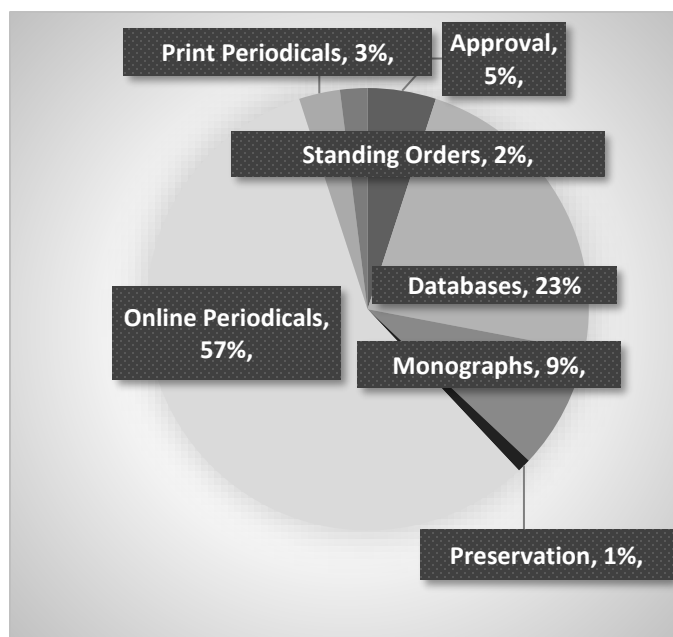 Print Periodicals, 3%,
Approval,
5%,
Standing Orders, 2%,
Databases, 23%
Online Periodicals,
57%,
Monographs, 9%,
Preservation, 1%,